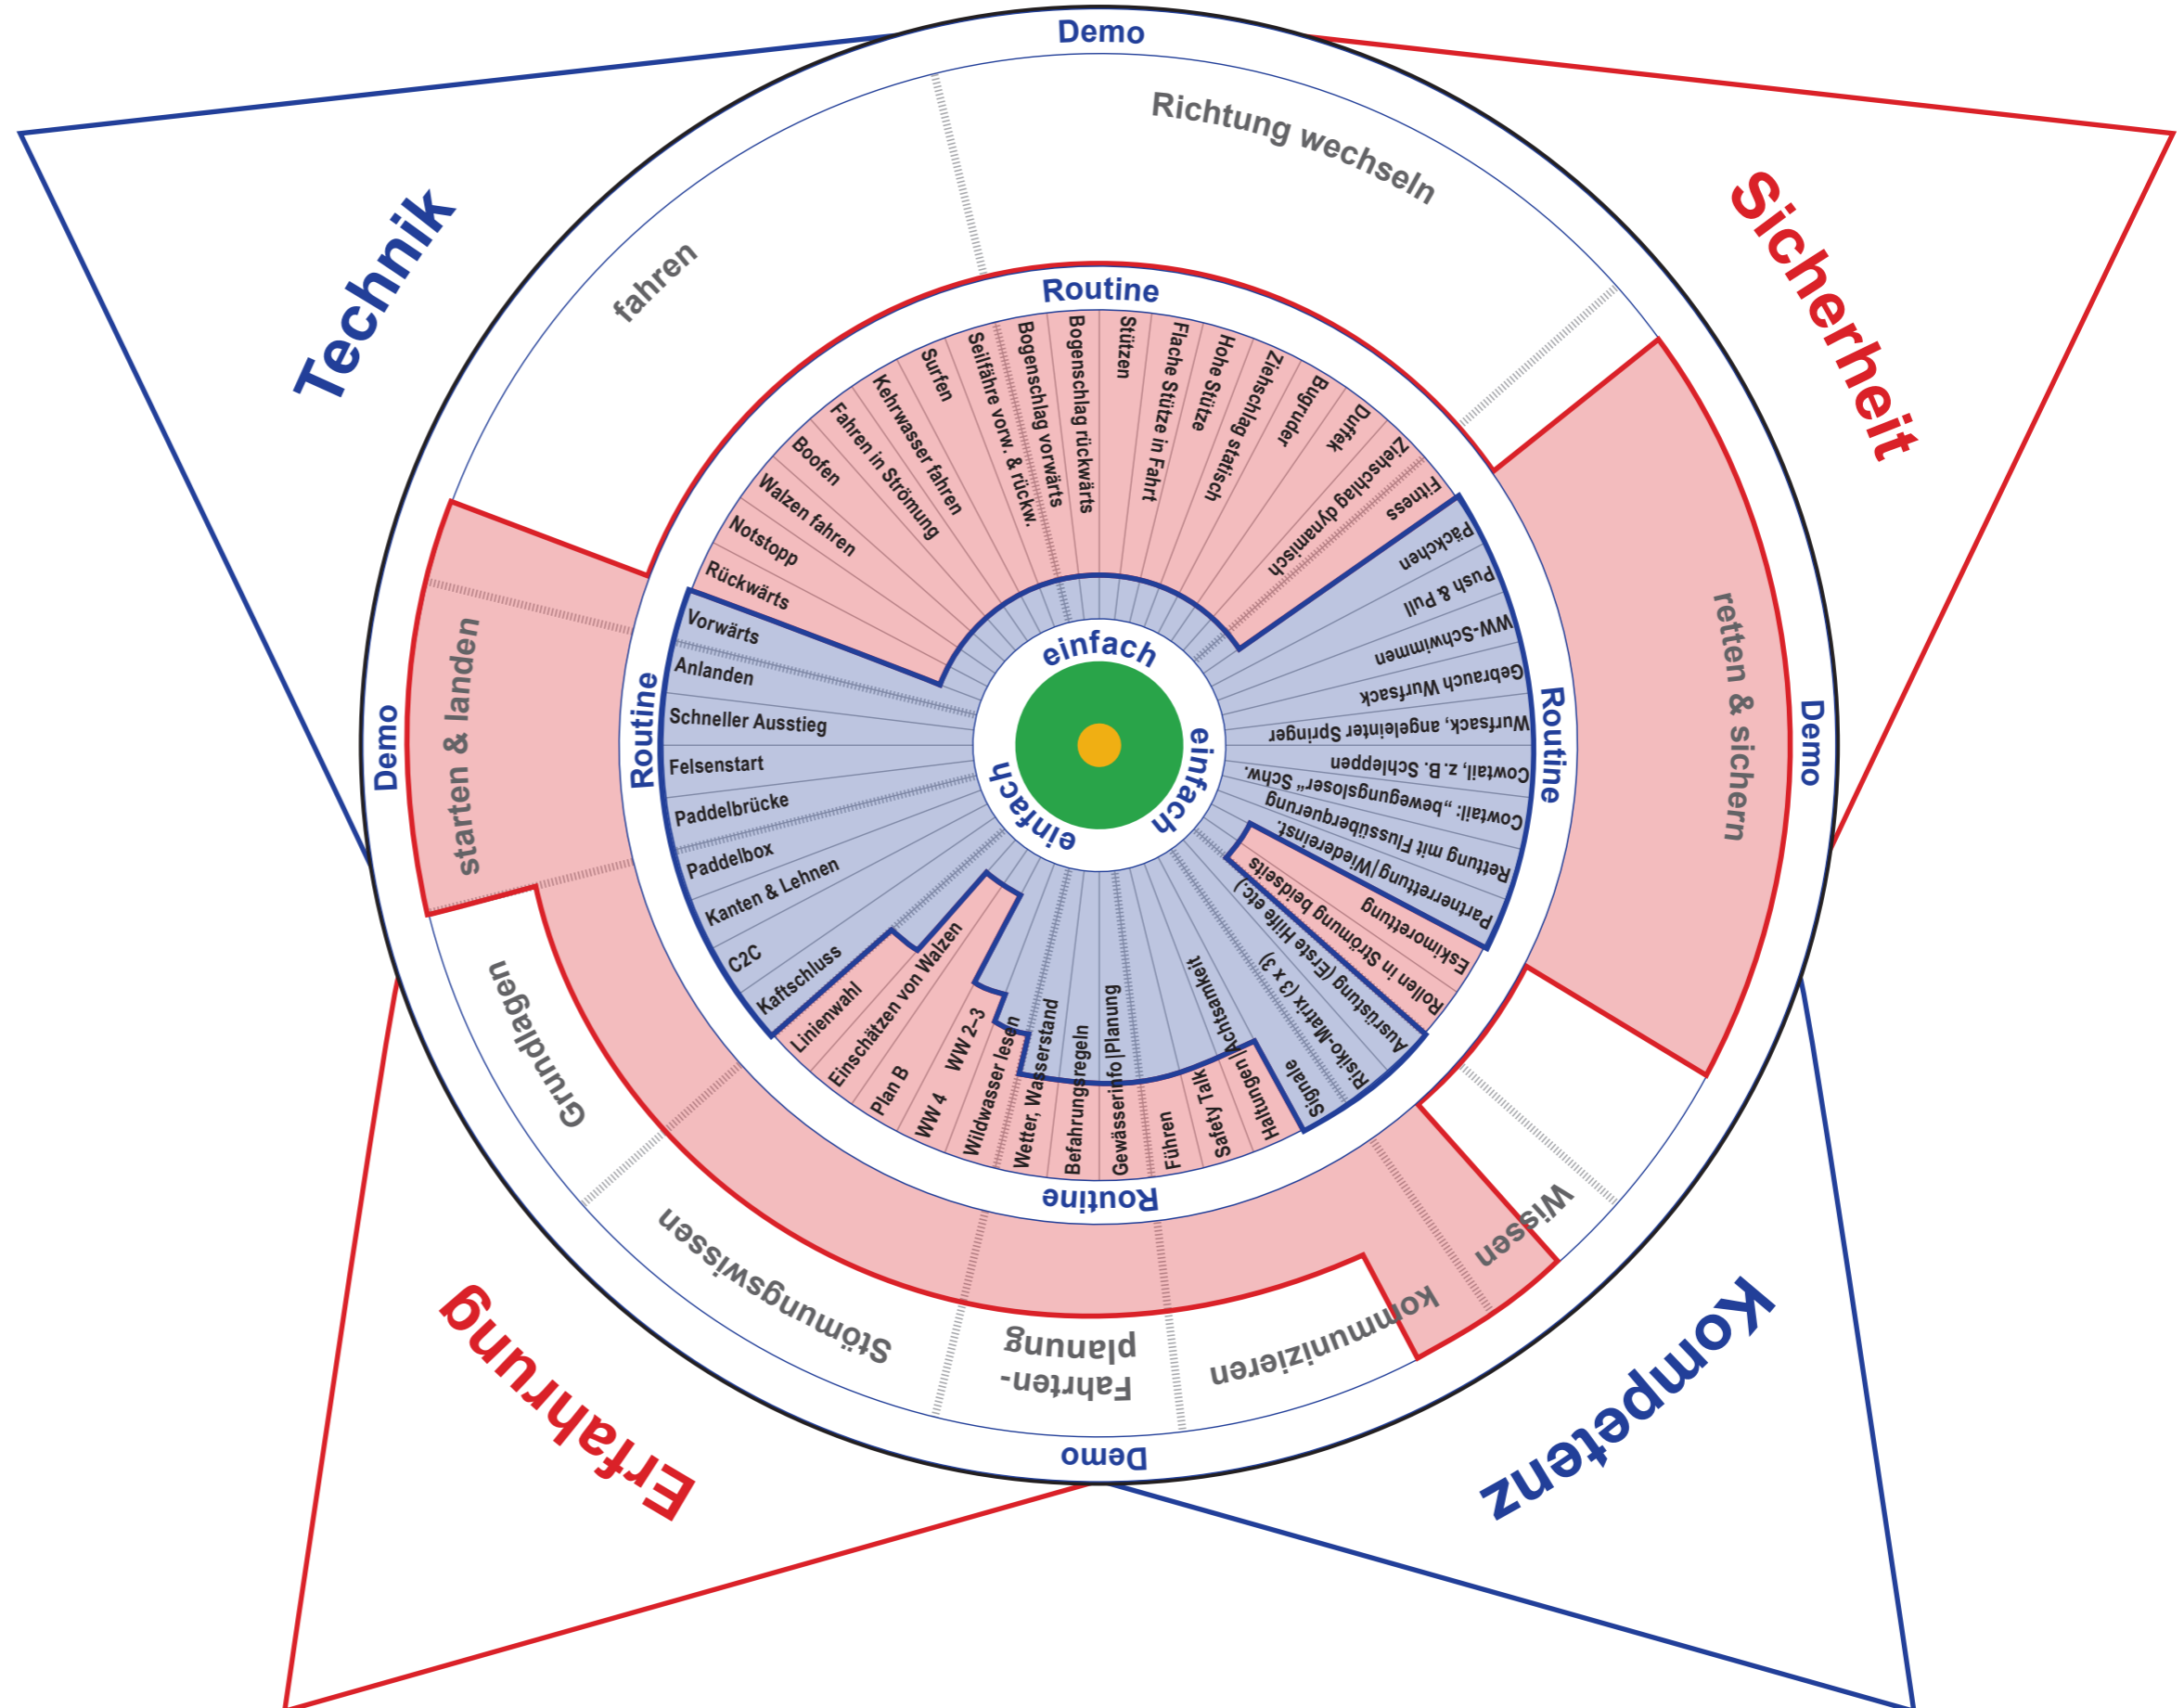 Demo
Richtung wechseln
fahren
Technik
Sicherheit
Routine
Rückwärts
Notstopp
Walzen fahren
Boofen
Fahren in Strömung
Kehrwasser fahren
Surfen
Seilfähre vorw. & rückw.
Bogenschlag vorwärts
Bogenschlag rückwärts
Stützen
Flache Stütze in Fahrt
Hohe Stütze
Ziehschlag statisch
Bugruder
Duffek
Ziehschlag dynamisch
Fitness
Päckchen
Push & Pull
WW-Schwimmen
Gebrauch Wurfsack
Wurfsack, angeleinter Springer
Cowtail, z.B. Schleppen
Cowtail: „bewegungsloser“ Schw.
Rettung mit Flussüberquerung
Partnerrettung/Wiedereinst.
Eskimorettung
Rollen in Strömung beidseits
Ausrüstung (Erste Hilfe etc.)
Risiko-Matrix (3 x 3)
Signale
Haltungen|Achtsamkeit
Safety Talk
Führen
Gewässerinfo|Planung
Befahrungsregeln
Wetter, Wasserstand
Wildwasser lesen
WW 4
WW 2–3
Plan B
Einschätzen von Walzen
Linienwahl
Kaftschluss
C2C
Kanten & Lehnen
Paddelbox
Paddelbrücke
Felsenstart
Schneller Ausstieg
Anlanden
Vorwärts
einfach
einfach
einfach
Routine
Routine
Routine
Demo
starten & landen
retten & sichern
Demo
Grundlagen
Stömungswissen
Fahrten-
planung
kommunizieren
Wissen
Demo
Erfahrung
Kompetenz